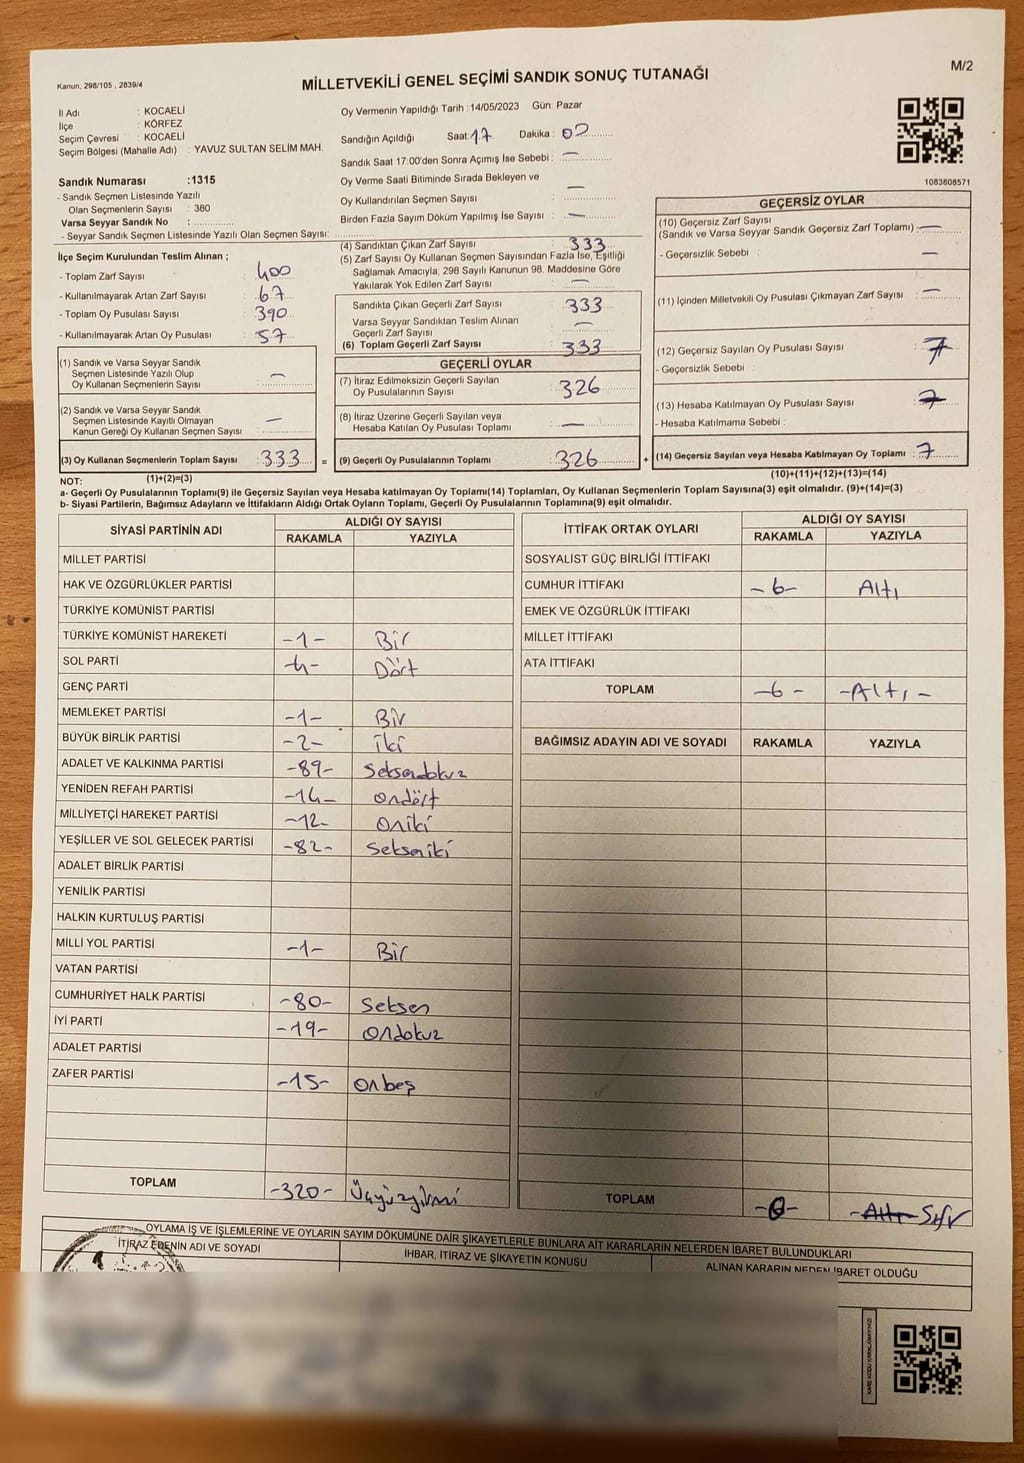 M/2
Kanun; 298/105 , 2839/4
MİLLETVEKİLİ GENEL SEÇİMİ SANDIK SONUÇ TUTANAĞI
İl Adı : KOCAELİ
İlçe : KÖRFEZ
Seçim Çevresi : KOCAELİ
Seçim Bölgesi (Mahalle Adı) : YAVUZ SULTAN SELİM MAH.
Sandık Numarası :1315
- Sandık Seçmen Listesinde Yazılı
Olan Seçmenlerin Sayısı : 380
Varsa Seyyar Sandık No :
- Seyyar Sandık Seçmen Listesinde Yazılı Olan Seçmen Sayısı:
Oy Vermenin Yapıldığı Tarih :14/05/2023 Gün: Pazar
Sandığın Açıldığı Saat: 17 Dakika : 02
Sandık Saat 17:00'den Sonra Açımış İse Sebebi : —
Oy Verme Saati Bitiminde Sırada Bekleyen ve
Oy Kullandırılan Seçmen Sayısı —
Birden Fazla Sayım Döküm Yapılmış İse Sayısı : —
1083808571
İlçe Seçim Kurulundan Teslim Alınan ;
- Toplam Zarf Sayısı : 400
- Kullanılmayarak Artan Zarf Sayısı : 67
- Toplam Oy Pusulası Sayısı : 390
- Kullanılmayarak Artan Oy Pusulası : 57
(4) Sandıktan Çıkan Zarf Sayısı : 333
(5) Zarf Sayısı Oy Kullanan Seçmen Sayısından Fazla İse, Eşitliği
Sağlamak Amacıyla, 298 Sayılı Kanunun 98. Maddesine Göre
Yakılarak Yok Edilen Zarf Sayısı : —
Sandıkta Çıkan Geçerli Zarf Sayısı : 333
Varsa Seyyar Sandıktan Teslim Alınan
Geçerli Zarf Sayısı : —
(6) Toplam Geçerli Zarf Sayısı : 333
GEÇERSİZ OYLAR
(10) Geçersiz Zarf Sayısı
(Sandık ve Varsa Seyyar Sandık Geçersiz Zarf Toplamı) : —
- Geçersizlik Sebebi : —
(11) İçinden Milletvekili Oy Pusulası Çıkmayan Zarf Sayısı : —
(12) Geçersiz Sayılan Oy Pusulası Sayısı : 7
- Geçersizlik Sebebi :
(13) Hesaba Katılmayan Oy Pusulası Sayısı : 7
- Hesaba Katılmama Sebebi :
(14) Geçersiz Sayılan veya Hesaba Katılmayan Oy Toplamı : 7
(10)+(11)+(12)+(13)=(14)
(1) Sandık ve Varsa Seyyar Sandık
Seçmen Listesinde Yazılı Olup
Oy Kullanan Seçmenlerin Sayısı : —
(2) Sandık ve Varsa Seyyar Sandık
Seçmen Listesinde Kayıtlı Olmayan
Kanun Gereği Oy Kullanan Seçmen Sayısı : —
(3) Oy Kullanan Seçmenlerin Toplam Sayısı : 333 =
(1)+(2)=(3)
GEÇERLİ OYLAR
(7) İtiraz Edilmeksizin Geçerli Sayılan
Oy Pusulalarının Sayısı : 326
(8) İtiraz Üzerine Geçerli Sayılan veya
Hesaba Katılan Oy Pusulası Toplamı : —
(9) Geçerli Oy Pusulalarının Toplamı : 326 +
NOT:
a- Geçerli Oy Pusulalarının Toplamı(9) ile Geçersiz Sayılan veya Hesaba katılmayan Oy Toplamı(14) Toplamları, Oy Kullanan Seçmenlerin Toplam Sayısına(3) eşit olmalıdır. (9)+(14)=(3)
b- Siyasi Partilerin, Bağımsız Adayların ve İttifakların Aldığı Ortak Oyların Toplamı, Geçerli Oy Pusulalarının Toplamına(9) eşit olmalıdır.
SİYASİ PARTİNİN ADI ALDIĞI OY SAYISI
RAKAMLA YAZIYLA
MİLLET PARTİSİ
HAK VE ÖZGÜRLÜKLER PARTİSİ
TÜRKİYE KOMÜNİST PARTİSİ
TÜRKİYE KOMÜNİST HAREKETİ -1- Bir
SOL PARTİ -4- Dört
GENÇ PARTİ
MEMLEKET PARTİSİ -1- Bir
BÜYÜK BİRLİK PARTİSİ -2- iki
ADALET VE KALKINMA PARTİSİ -89- Seksendokuz
YENİDEN REFAH PARTİSİ -14- Ondört
MİLLİYETÇİ HAREKET PARTİSİ -12- Oniki
YEŞİLLER VE SOL GELECEK PARTİSİ -82- Sekseniki
ADALET BİRLİK PARTİSİ
YENİLİK PARTİSİ
HALKIN KURTULUŞ PARTİSİ
MİLLİ YOL PARTİSİ -1- Bir
VATAN PARTİSİ
CUMHURİYET HALK PARTİSİ -80- Seksen
İYİ PARTİ -19- Ondokuz
ADALET PARTİSİ
ZAFER PARTİSİ -15- Onbeş
TOPLAM -320- Üçyüzyirmi
İTTİFAK ORTAK OYLARI ALDIĞI OY SAYISI
RAKAMLA YAZIYLA
SOSYALİST GÜÇ BİRLİĞİ İTTİFAKI
CUMHUR İTTİFAKI -6- Altı
EMEK VE ÖZGÜRLÜK İTTİFAKI
MİLLET İTTİFAKI
ATA İTTİFAKI
TOPLAM -6- -Altı-
BAĞIMSIZ ADAYIN ADI VE SOYADI RAKAMLA YAZIYLA
TOPLAM -0- -Altı- Sıfır
OYLAMA İŞ VE İŞLEMLERİNE VE OYLARIN SAYIM DÖKÜMÜNE DAİR ŞİKAYETLERLE BUNLARA AİT KARARLARIN NELERDEN İBARET BULUNDUKLARI
İTİRAZ EDENİN ADI VE SOYADI İHBAR, İTİRAZ VE ŞİKAYETİN KONUSU ALINAN KARARIN NEDEN İBARET OLDUĞU
KARE KODU KARALAMAYINIZ!